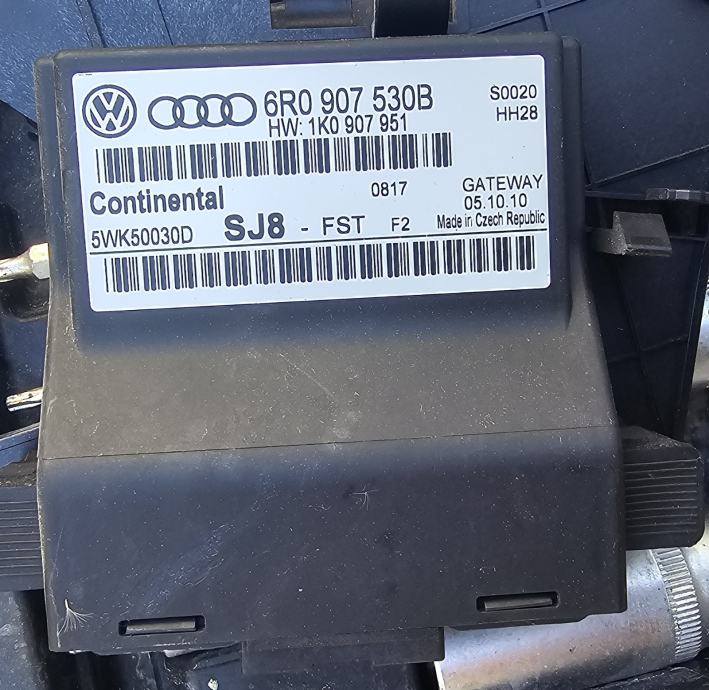 6R0 907 530B
S0020
HW: 1K0 907 951
HH28
Continental
0817
GATEWAY
05.10.10
5WK50030D SJ8 - FST F2 Made in Czech Republic